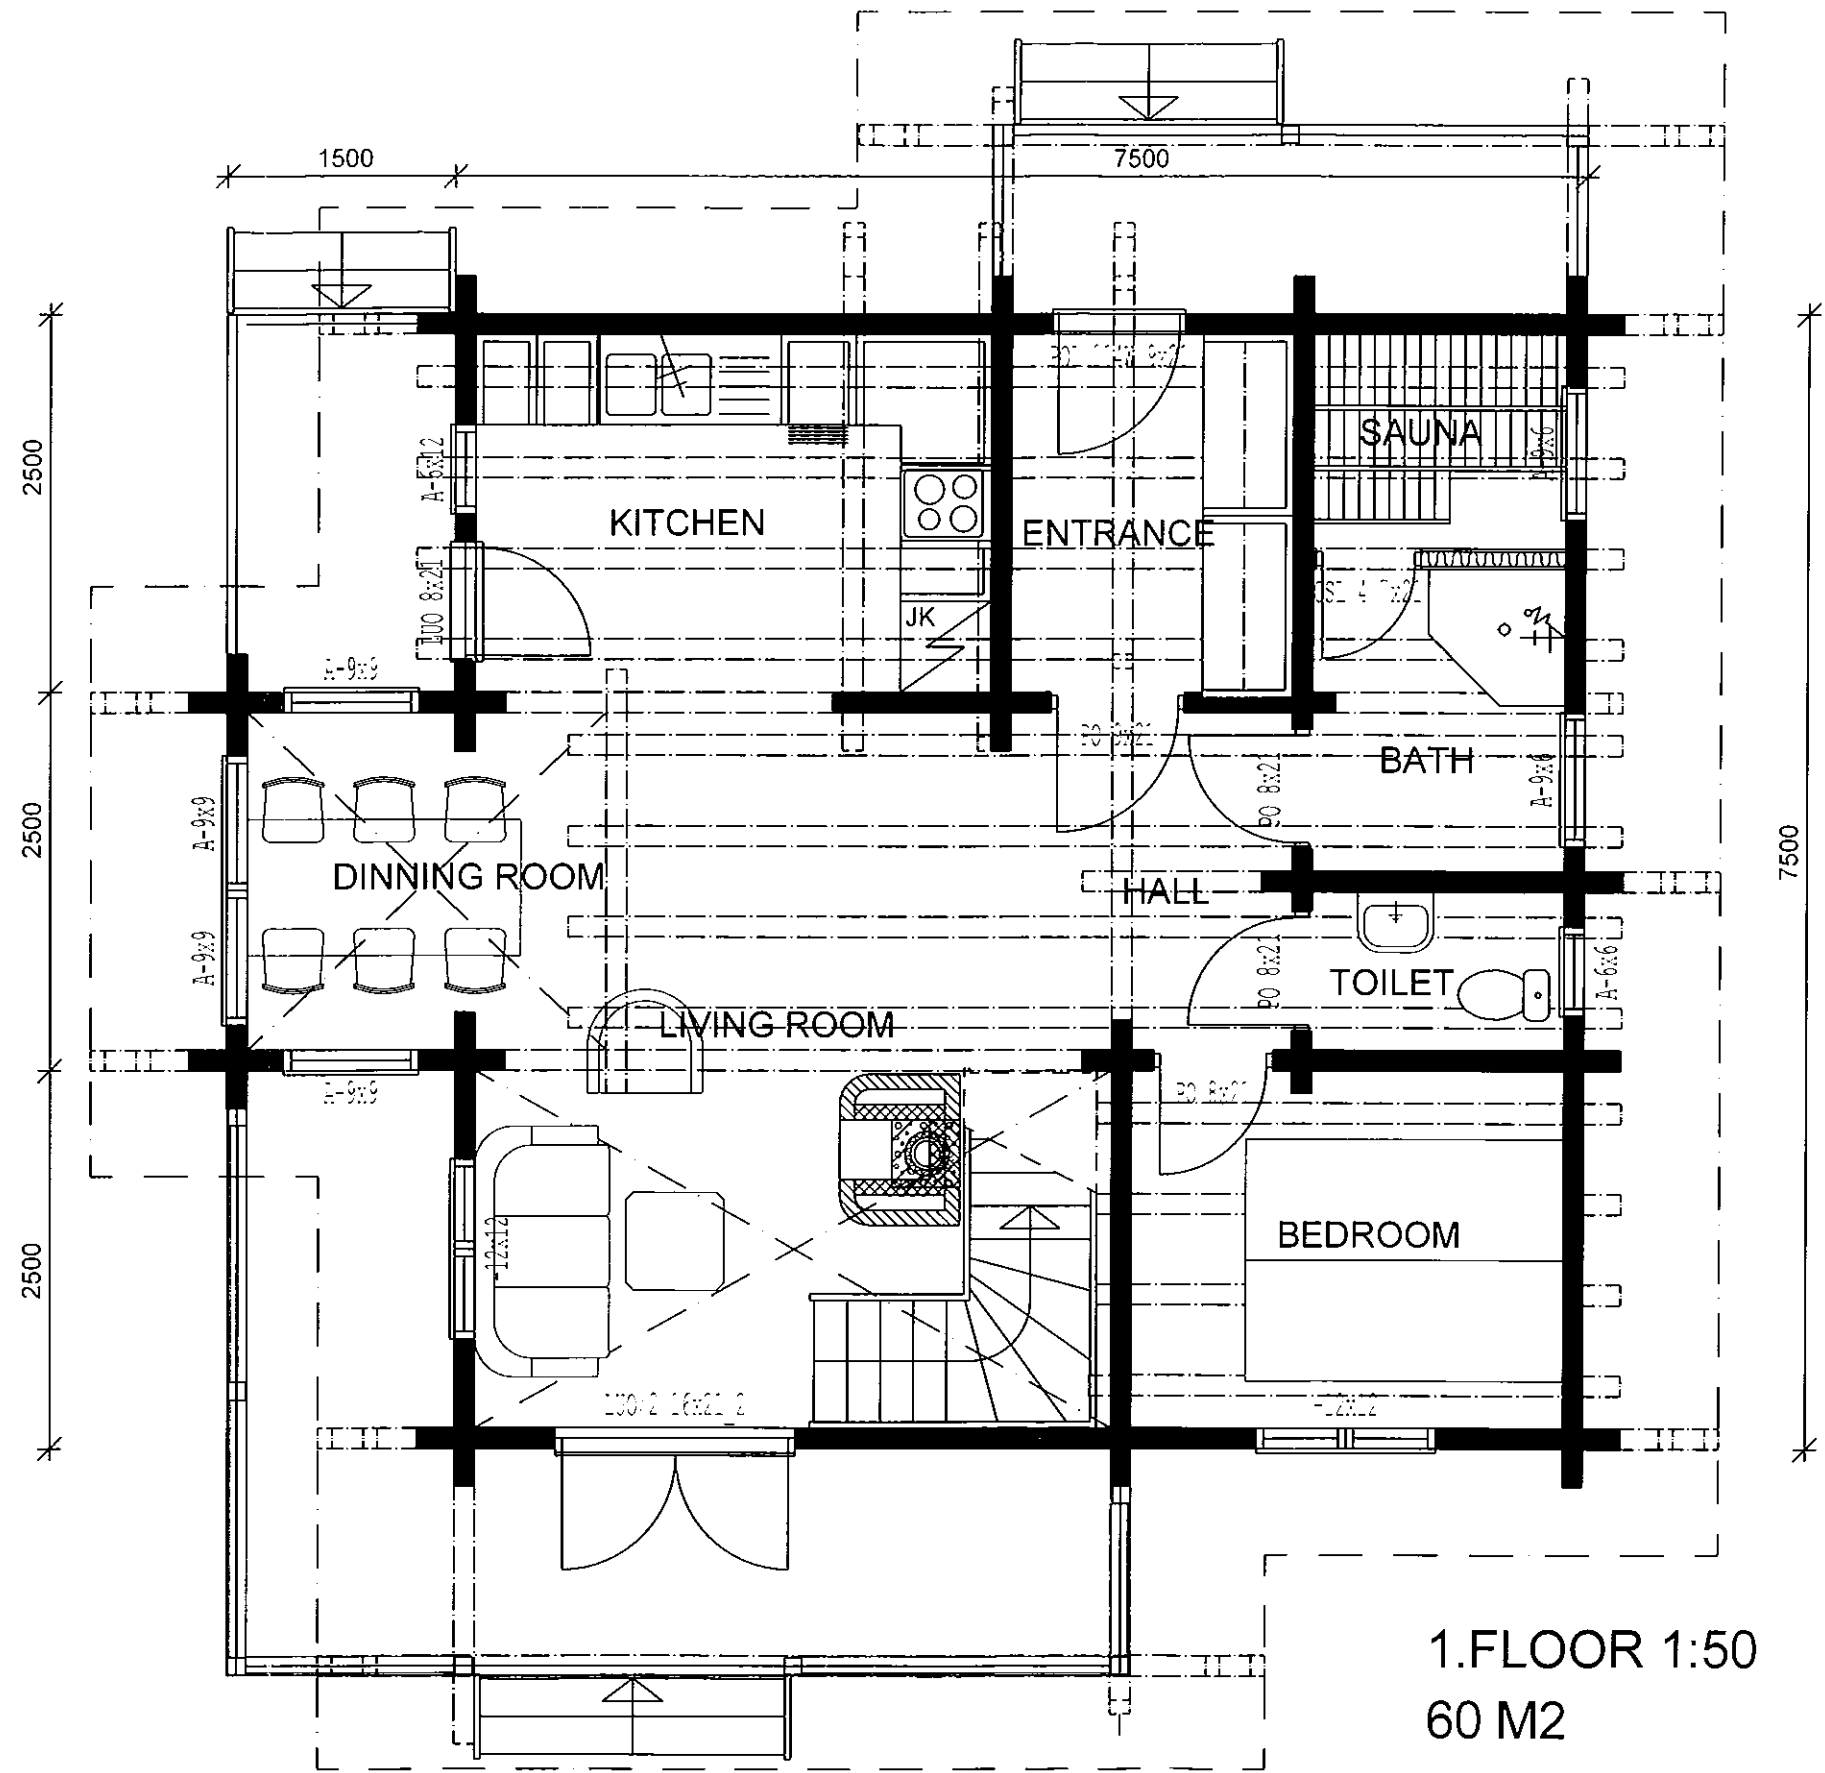 1500
7500
2500
2500
2500
7500
A-5x12
SAUNA
A-9x6
KITCHEN
ENTRANCE
LUO 8x21
JK
A-9x9
BATH
PO 8x21
A-9x6
A-9x9
DINNING ROOM
HALL
A-9x9
PO 8x21
TOILET
A-6x6
LIVING ROOM
A-9x9
PO 8x21
-12x12
BEDROOM
-12x12
1.FLOOR 1:50
60 M2